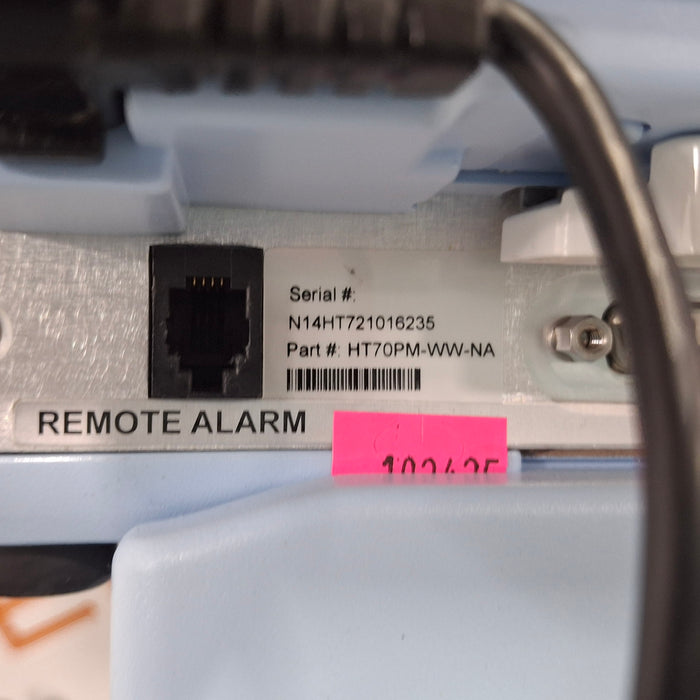 Serial #:
N14HT721016235
Part #: HT70PM-WW-NA
REMOTE ALARM